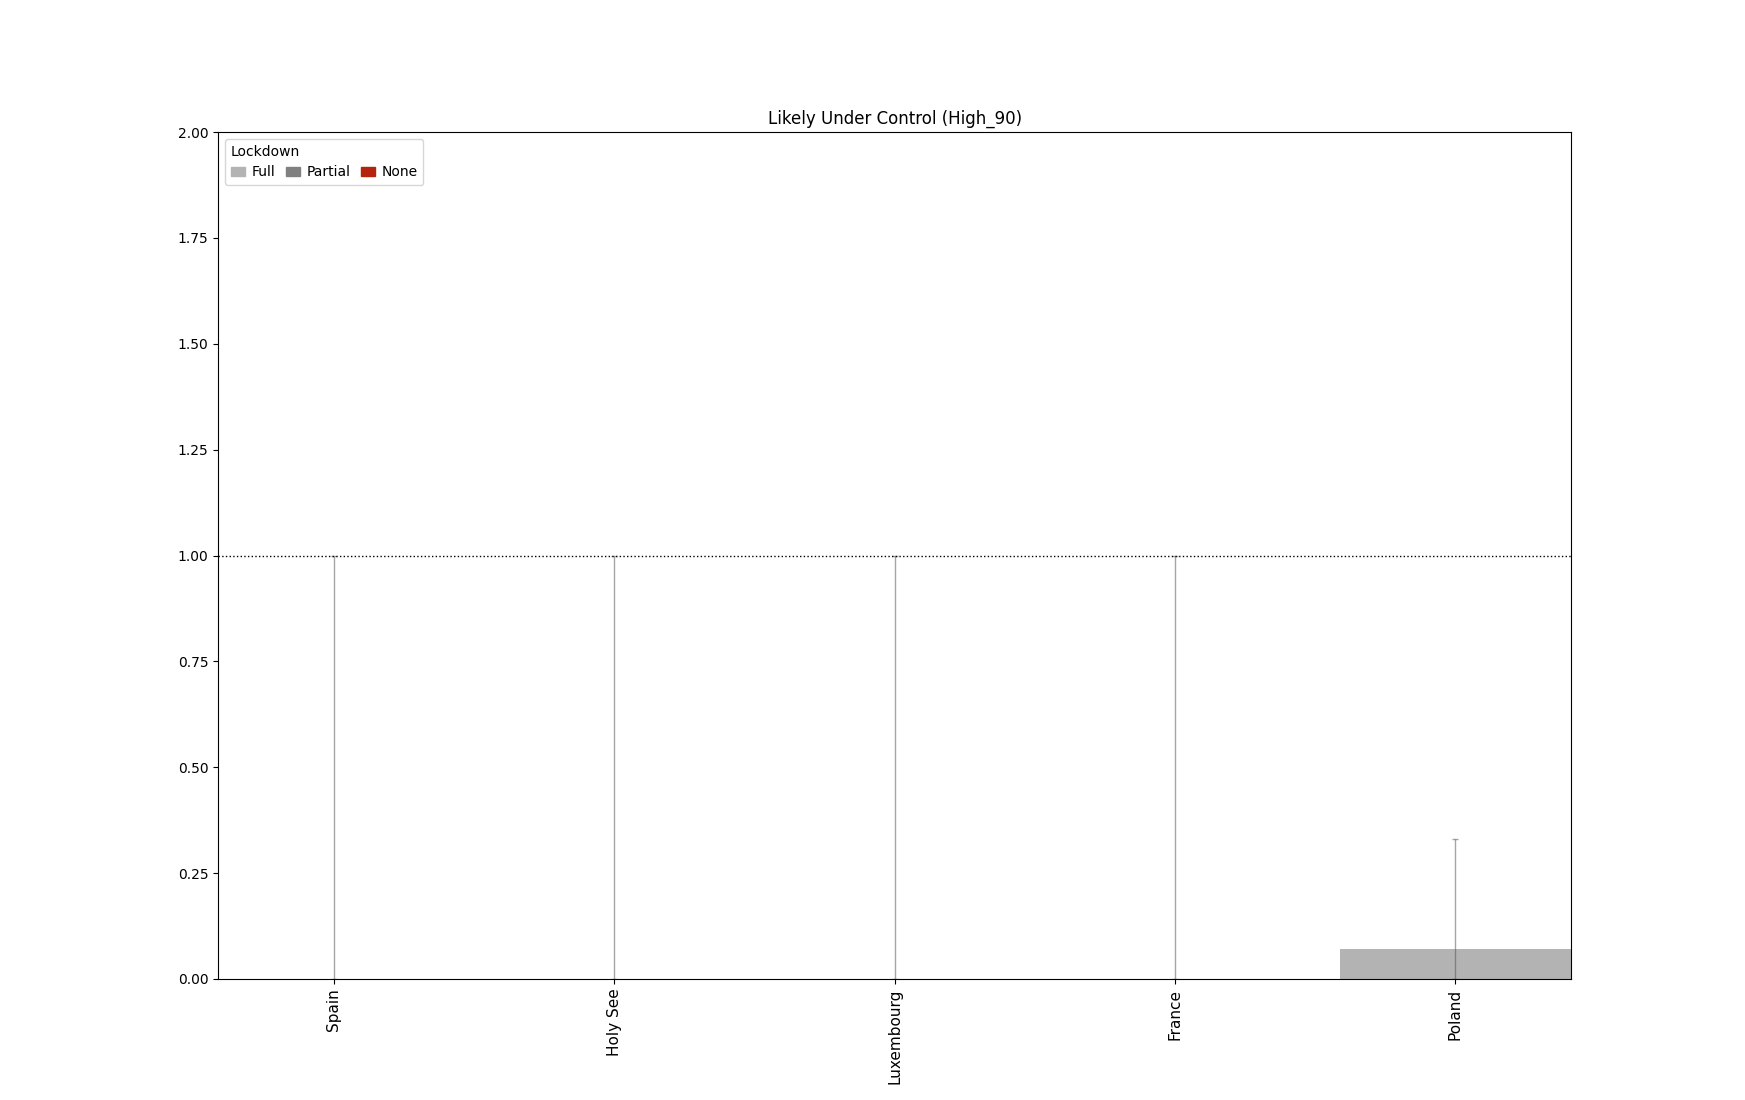 Likely Under Control (High_90)
Lockdown
Full Partial None
2.00
1.75
1.50
1.25
1.00
0.75
0.50
0.25
0.00
Spain
Holy See
Luxembourg
France
Poland